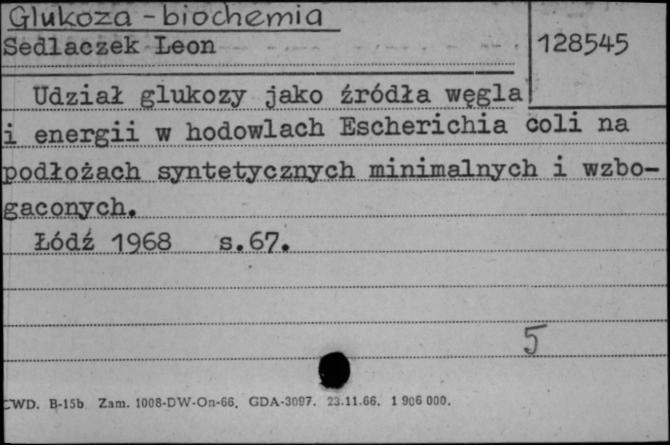 Glukoza - biochemia
Sedlaczek Leon
128545
Udział glukozy jako źródła węgla
i energii w hodowlach Escherichia coli na
podłożach syntetycznych minimalnych i wzbo-
gaconych.
Łódź 1968 s.67.
5
CWD. B-15b Zam. 1008-DW-On-66. GDA-3097. 23.11.66. 1 906 000.